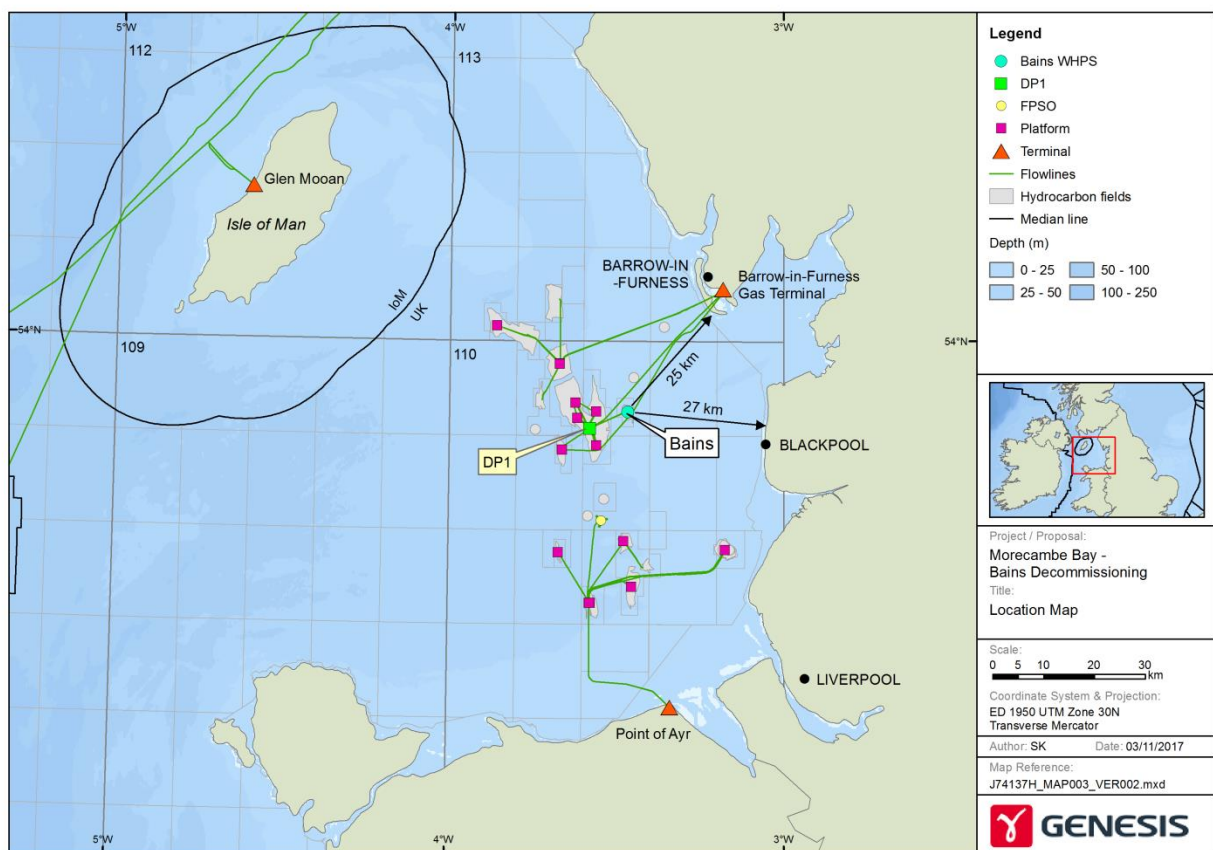 5°W
4°W
3°W
112
113
Glen Mooan
Isle of Man
IoM
UK
BARROW-IN
-FURNESS
Barrow-in-Furness
Gas Terminal
54°N
54°N
109
110
25 km
27 km
Bains
DP1
BLACKPOOL
LIVERPOOL
Point of Ayr
5°W
4°W
3°W
Legend
Bains WHPS
DP1
FPSO
Platform
Terminal
Flowlines
Hydrocarbon fields
Median line
Depth (m)
0 - 25
50 - 100
25 - 50
100 - 250
Project / Proposal:
Morecambe Bay -
Bains Decommissioning
Title:
Location Map
Scale:
0 5 10 20 30
km
Coordinate System & Projection:
ED 1950 UTM Zone 30N
Transverse Mercator
Author: SK Date: 03/11/2017
Map Reference:
J74137H_MAP003_VER002.mxd
GENESIS